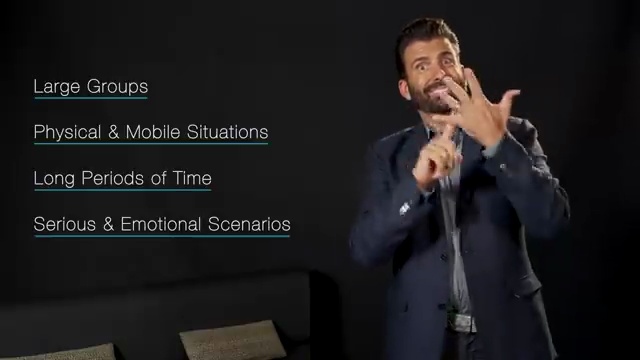 Large Groups
Physical & Mobile Situations
Long Periods of Time
Serious & Emotional Scenarios